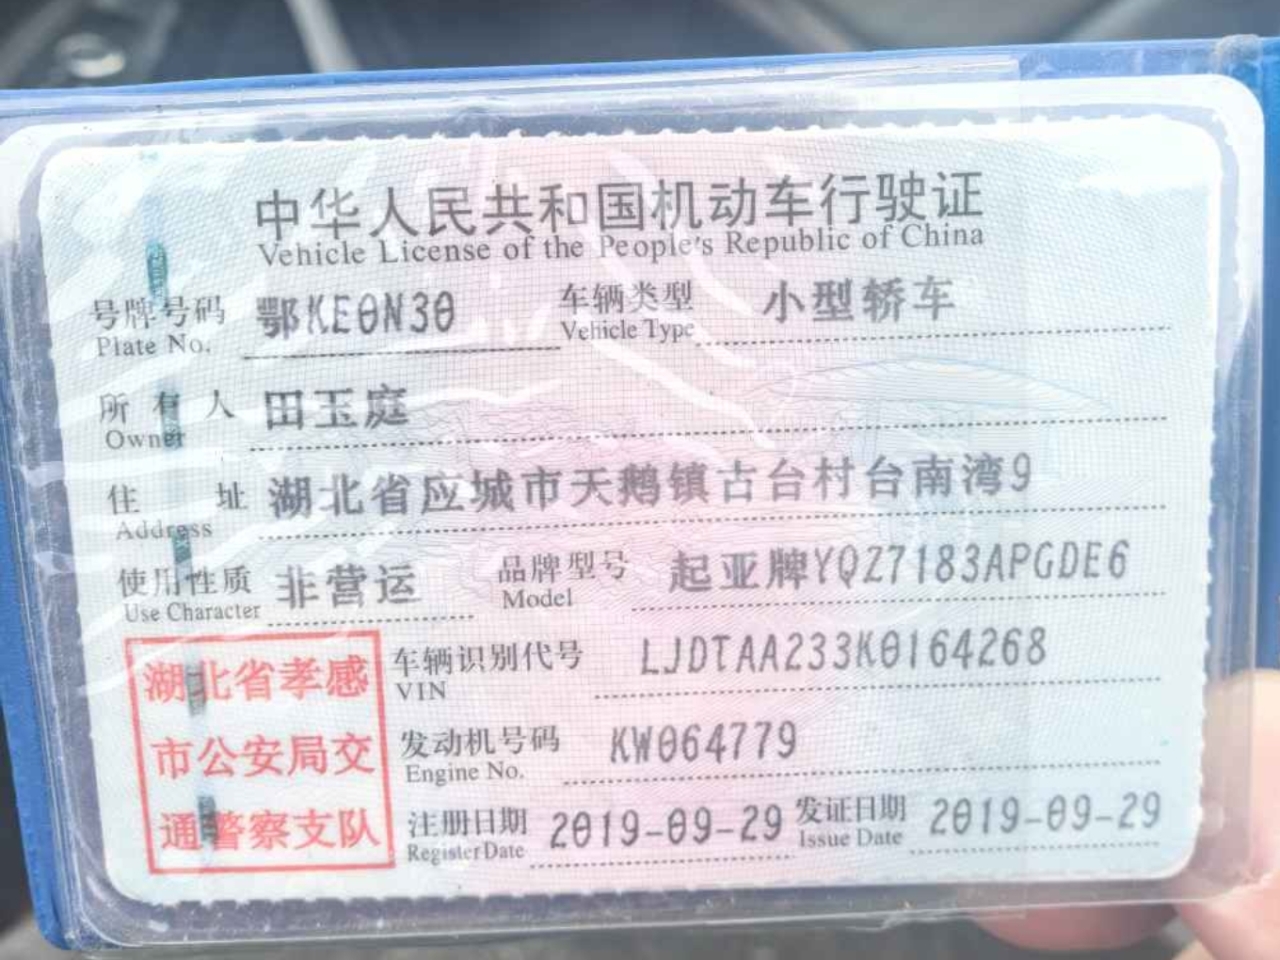 中华人民共和国机动车行驶证
Vehicle License of the People's Republic of China
号牌号码 鄂KE0N30 车辆类型 小型轿车
Plate No. Vehicle Type
所有人 田玉庭
Owner
住址 湖北省应城市天鹅镇古台村台南湾9
Address
使用性质 非营运 品牌型号 起亚牌YQZ7183APGDE6
Use Character Model
湖北省孝感
市公安局交
通警察支队
车辆识别代号 LJDTAA233K0164268
VIN
发动机号码 KW064779
Engine No.
注册日期 2019-09-29 发证日期 2019-09-29
Register Date Issue Date